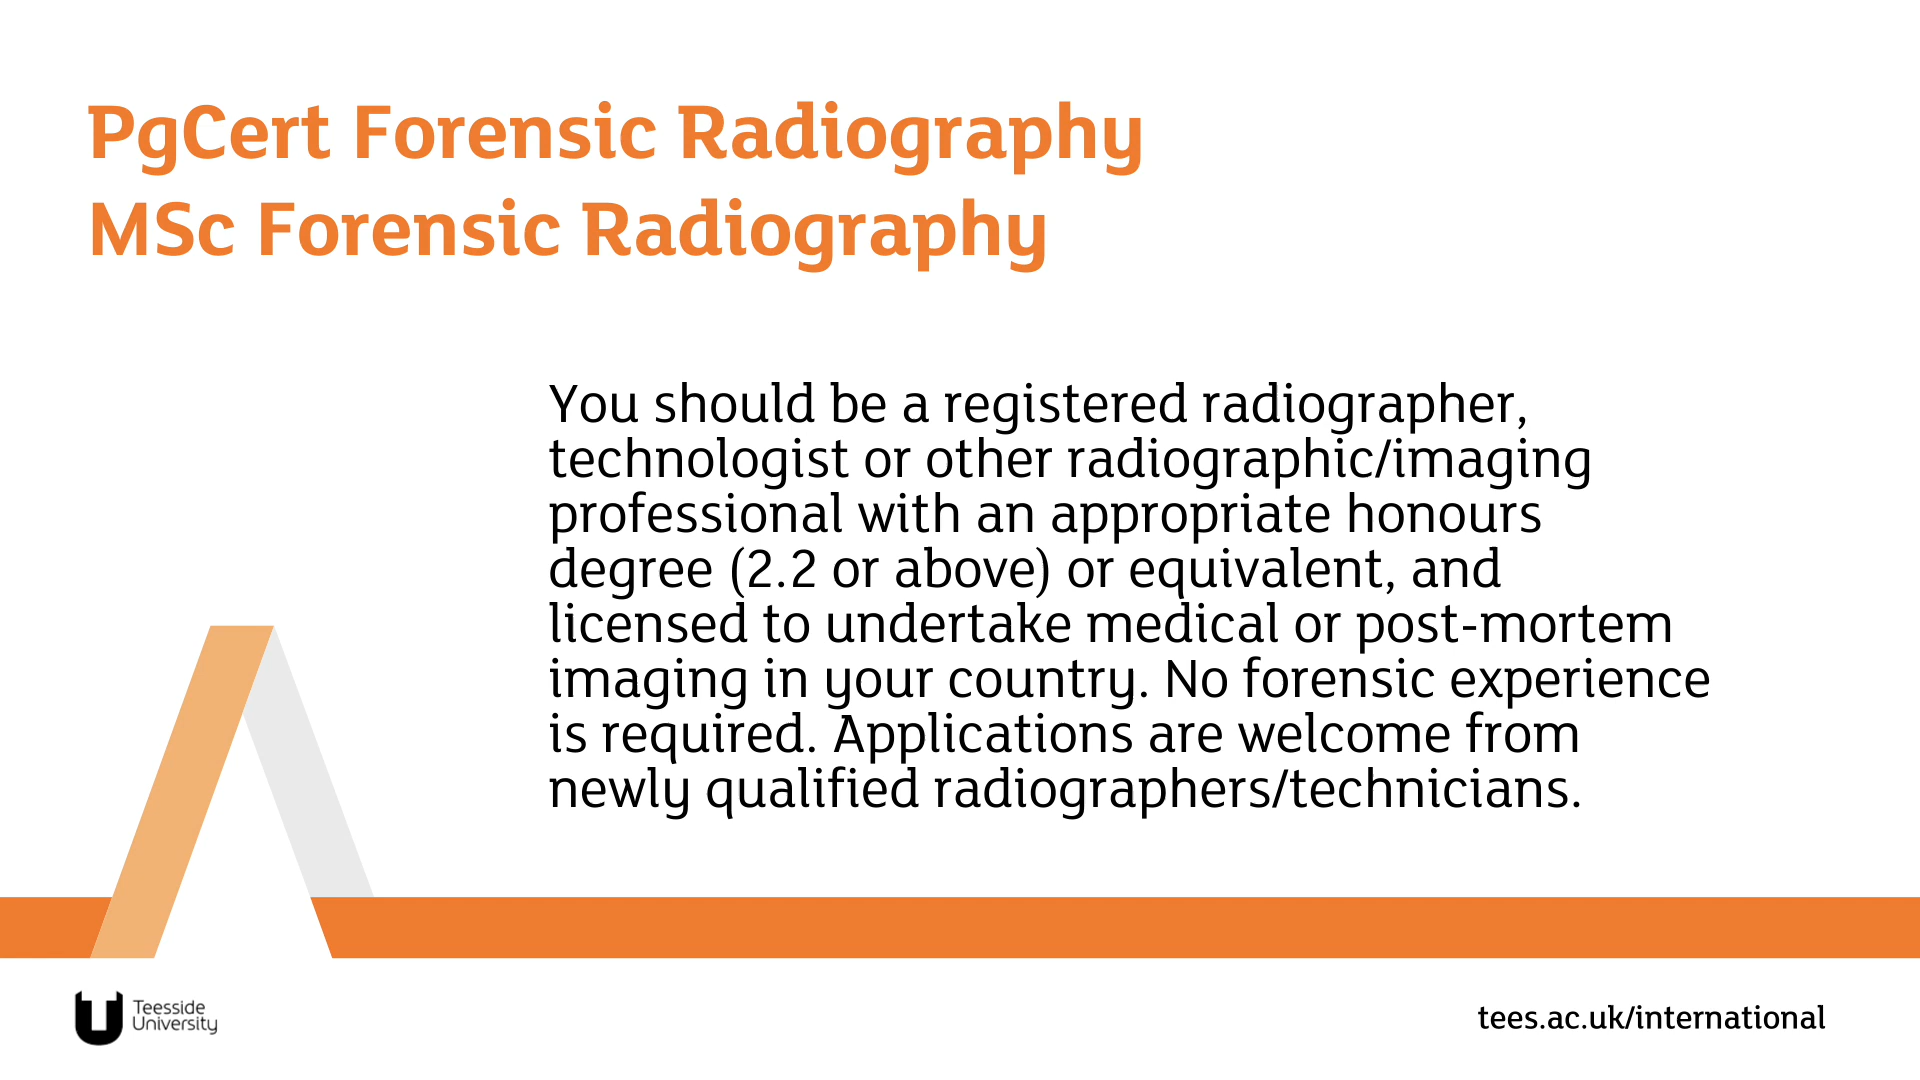 PgCert Forensic Radiography
MSc Forensic Radiography
You should be a registered radiographer,
technologist or other radiographic/imaging
professional with an appropriate honours
degree (2.2 or above) or equivalent, and
licensed to undertake medical or post-mortem
imaging in your country. No forensic experience
is required. Applications are welcome from
newly qualified radiographers/technicians.
Teesside
University
tees.ac.uk/international